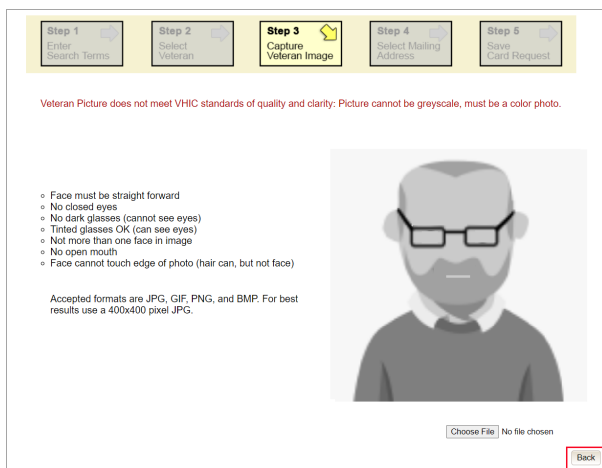 Step 1
Enter
Search Terms
Step 2
Select
Veteran
Step 3
Capture
Veteran Image
Step 4
Select Mailing
Address
Step 5
Save
Card Request
Veteran Picture does not meet VHIC standards of quality and clarity: Picture cannot be greyscale, must be a color photo.
Face must be straight forward
No closed eyes
No dark glasses (cannot see eyes)
Tinted glasses OK (can see eyes)
Not more than one face in image
No open mouth
Face cannot touch edge of photo (hair can, but not face)
Accepted formats are JPG, GIF, PNG, and BMP. For best
results use a 400x400 pixel JPG.
Choose File No file chosen
Back